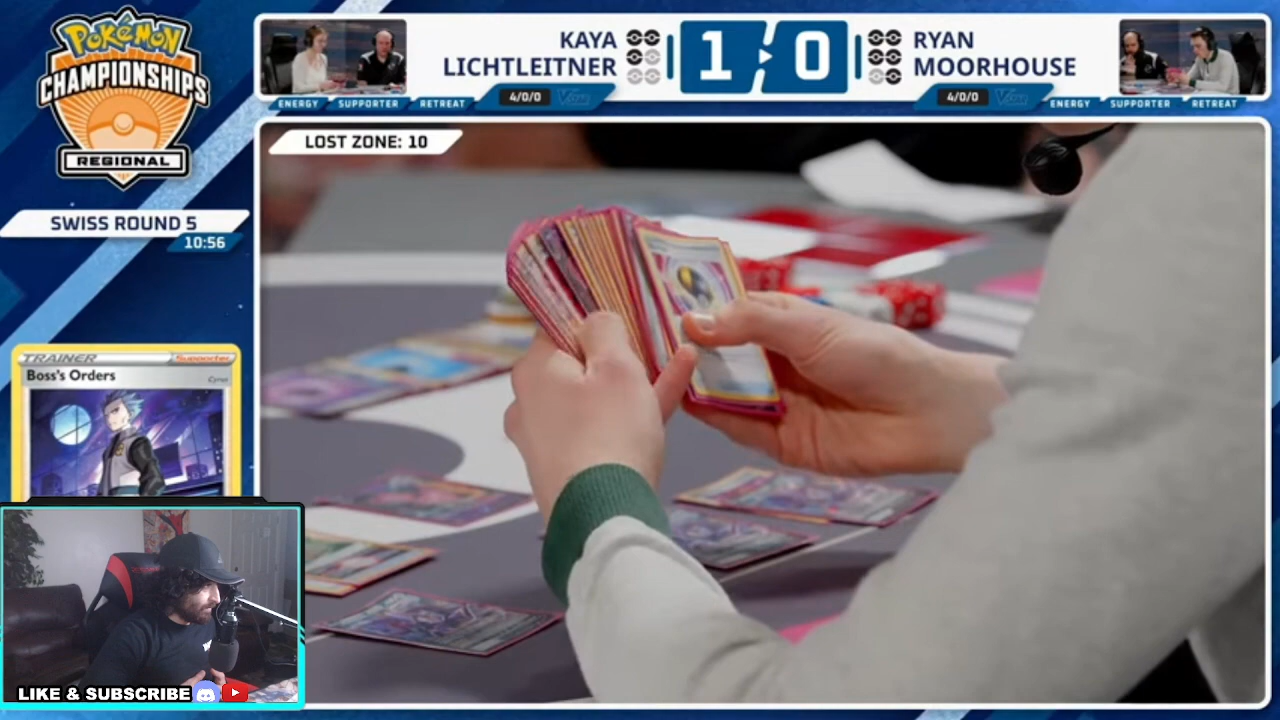 Pokémon
CHAMPIONSHIPS
REGIONAL
SWISS ROUND 5
10:56
KAYA
LICHTLEITNER
1
0
RYAN
MOORHOUSE
ENERGY SUPPORTER RETREAT
4/0/0
4/0/0
ENERGY SUPPORTER RETREAT
LOST ZONE: 10
TRAINER Supporter
Boss's Orders
LIKE & SUBSCRIBE